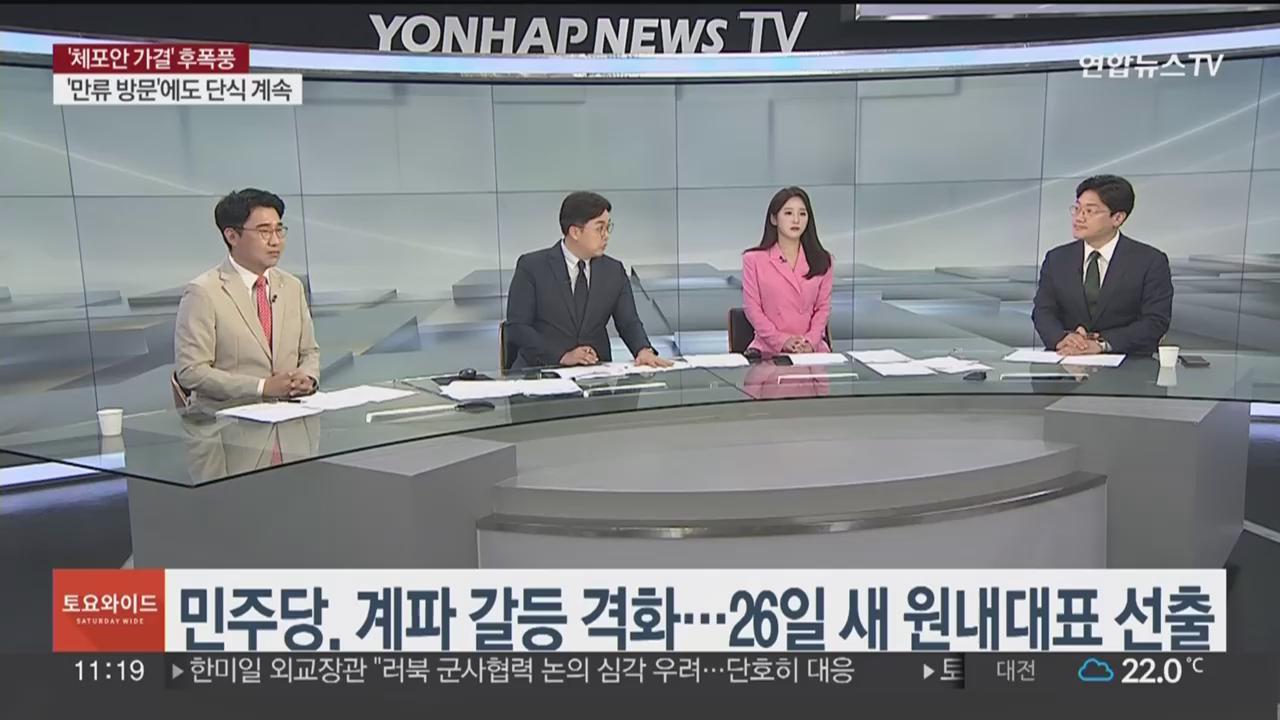 YONHAP NEWS TV
'체포안 가결' 후폭풍
'만류 방문'에도 단식 계속
연합뉴스TV
토요와이드
SATURDAY WIDE
민주당, 계파 갈등 격화…26일 새 원내대표 선출
11:19 ▶한미일 외교장관 "러북 군사협력 논의 심각 우려…단호히 대응 ▶토 대전 22.0℃